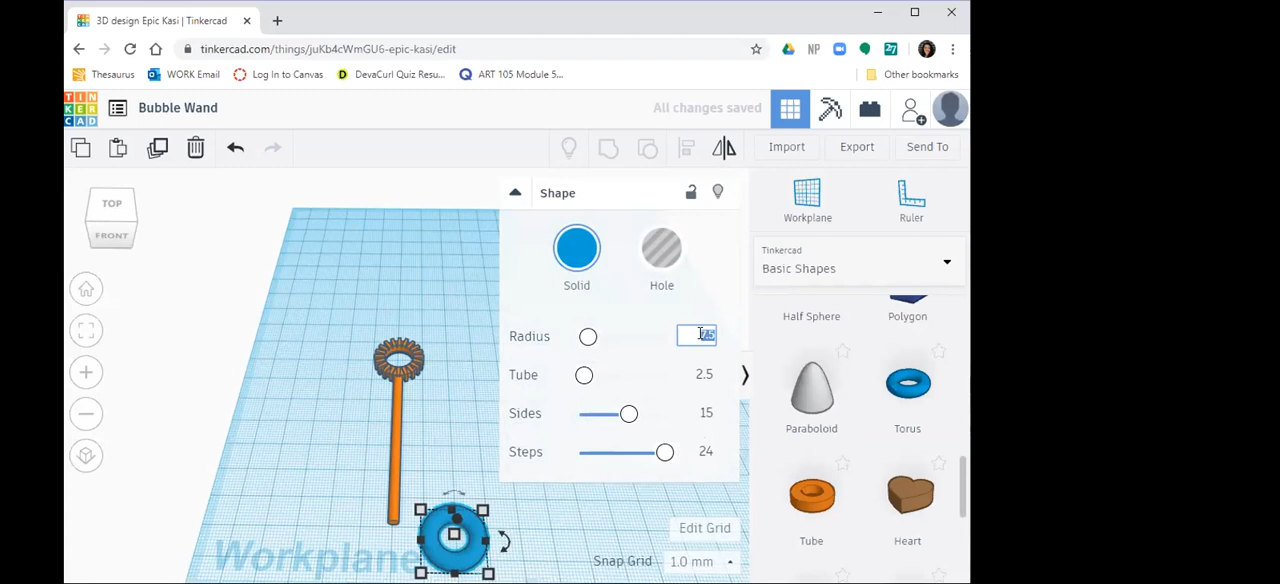 3D design Epic Kasi | Tinkercad
tinkercad.com/things/juKb4cWmGU6-epic-kasi/edit
NP
27
Thesaurus
WORK Email
Log In to Canvas
D
DevaCurl Quiz Resu...
Q
ART 105 Module 5...
Other bookmarks
TIN
KER
CAD
Bubble Wand
All changes saved
Import
Export
Send To
TOP
FRONT
Shape
Solid
Hole
Radius
Tube
2.5
Sides
15
Steps
24
Workplane
Edit Grid
Snap Grid
1.0 mm
Workplane
Ruler
Tinkercad
Basic Shapes
Half Sphere
Polygon
Paraboloid
Torus
Tube
Heart